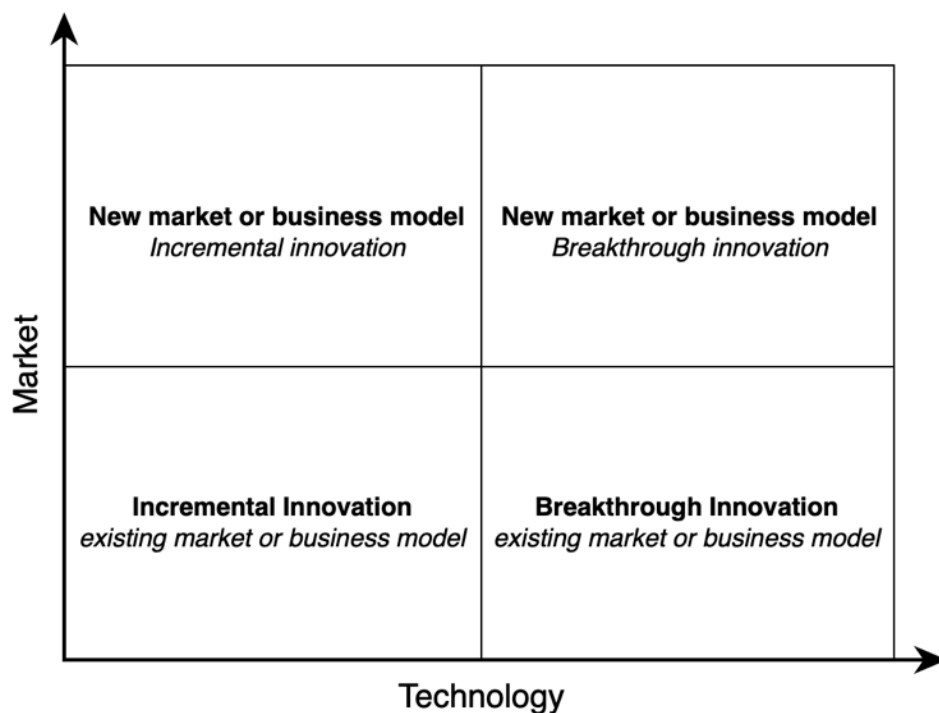 New market or business model
Incremental innovation
New market or business model
Breakthrough innovation
Market
Incremental Innovation
existing market or business model
Breakthrough Innovation
existing market or business model
Technology